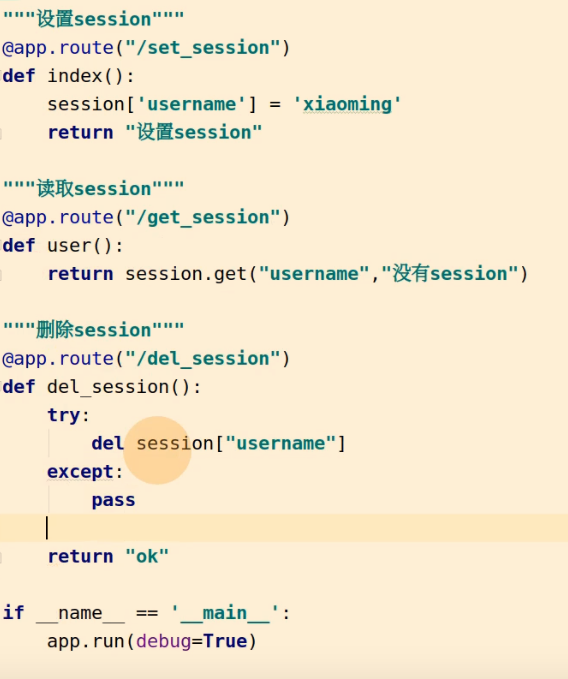 """设置session"""
@app.route("/set_session")
def index():
    session['username'] = 'xiaoming'
    return "设置session"
"""读取session"""
@app.route("/get_session")
def user():
    return session.get("username","没有session")
"""删除session"""
@app.route("/del_session")
def del_session():
    try:
        del session["username"]
    except:
        pass
    return "ok"
if __name__ == '__main__':
    app.run(debug=True)